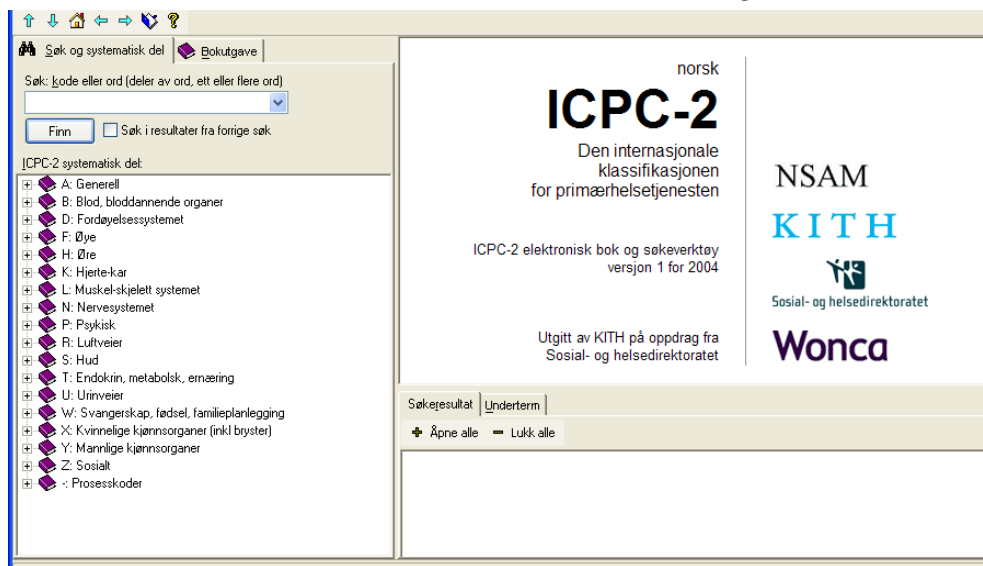 Søk og systematisk del
Bokutgave
Søk: kode eller ord (deler av ord, ett eller flere ord)
Finn
Søk i resultater fra forrige søk
ICPC-2 systematisk del:
A: Generell
B: Blod, bloddannende organer
D: Fordøyelsessystemet
F: Øye
H: Øre
K: Hjerte-kar
L: Muskel-skjelett systemet
N: Nervesystemet
P: Psykisk
R: Luftveier
S: Hud
T: Endokrin, metabolsk, ernæring
U: Urinveier
W: Svangerskap, fødsel, familieplanlegging
X: Kvinnelige kjønnsorganer (inkl bryster)
Y: Mannlige kjønnsorganer
Z: Sosialt
-: Prosesskoder
norsk
ICPC-2
Den internasjonale
klassifikasjonen
for primærhelsetjenesten
ICPC-2 elektronisk bok og søkeverktøy
versjon 1 for 2004
Utgitt av KITH på oppdrag fra
Sosial- og helsedirektoratet
NSAM
KITH
Sosial- og helsedirektoratet
Wonca
Søkeresultat
Underterm
Åpne alle
Lukk alle